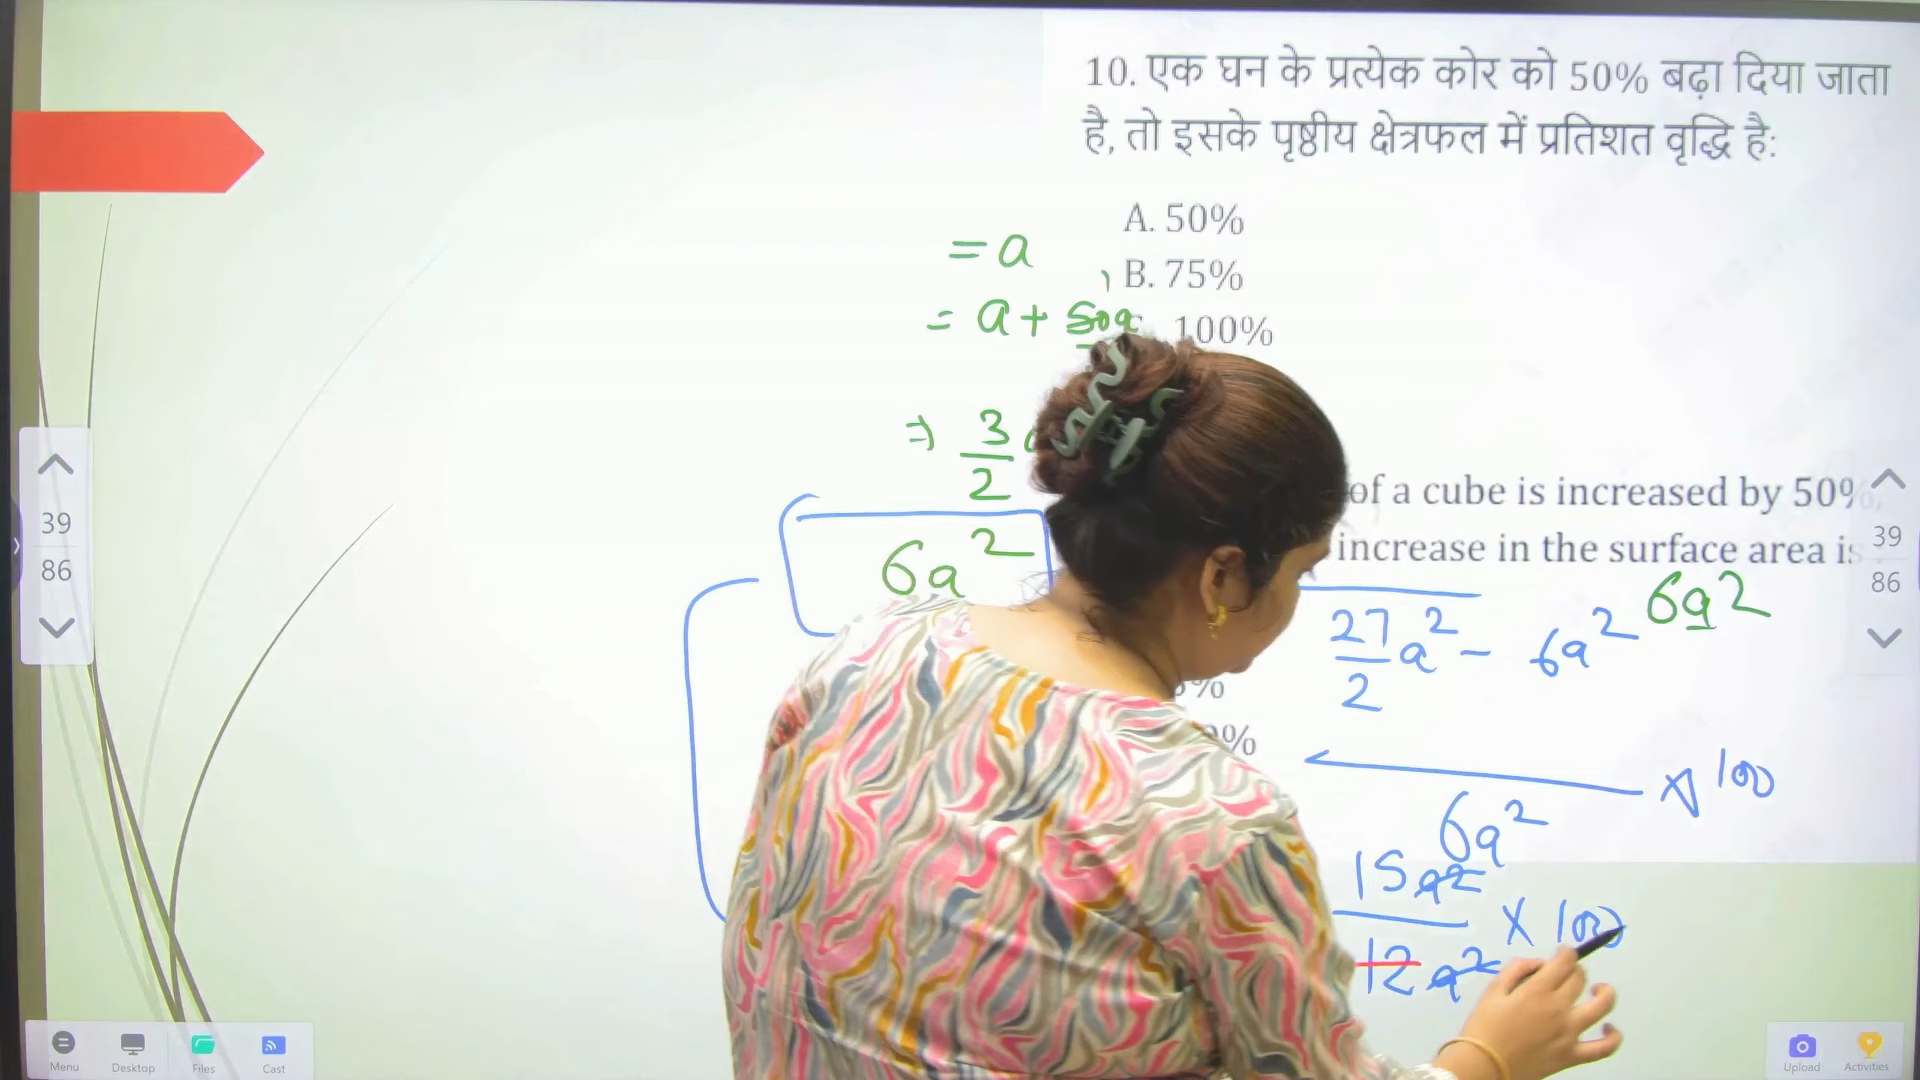 10. एक घन के प्रत्येक कोर को 50% बढ़ा दिया जाता
है, तो इसके पृष्ठीय क्षेत्रफल में प्रतिशत वृद्धि है:
A. 50%
= a
B. 75%
= a + 50a
100%
⇒ 3
2
of a cube is increased by 50%
increase in the surface area is
6a²
6a²
27/2 a² - 6a²
%
%
× 100
6a²
15a²
12a² × 100
39
86
39
86
Menu
Desktop
Files
Cast
Upload
Activities